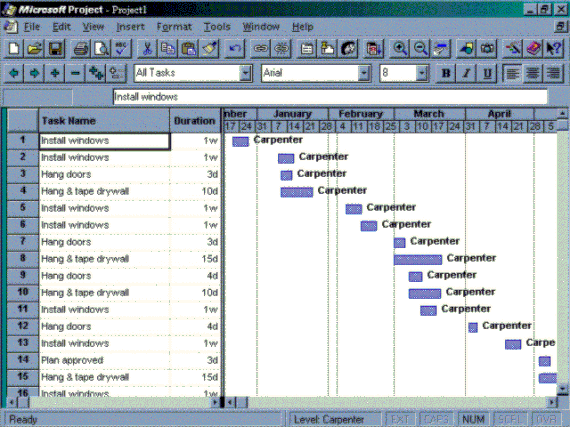 Microsoft Project - Project1
File Edit View Insert Format Tools Window Help
All Tasks Arial 8 B I U
Install windows
Task Name Duration
mber January February March April
17 24 31 7 14 21 28 4 11 18 25 3 10 17 24 31 7 14 21 28 5
1 Install windows 1w Carpenter
2 Install windows 1w Carpenter
3 Hang doors 3d Carpenter
4 Hang & tape drywall 10d Carpenter
5 Install windows 1w Carpenter
6 Install windows 1w Carpenter
7 Hang doors 3d Carpenter
8 Hang & tape drywall 15d Carpenter
9 Hang doors 4d Carpenter
10 Hang & tape drywall 10d Carpenter
11 Install windows 1w Carpenter
12 Hang doors 4d Carpenter
13 Install windows 1w Carpe
14 Plan approved 3d
15 Hang & tape drywall 15d
16 Install windows 1w
Ready Level: Carpenter EXT CAPS NUM SCRL OVR